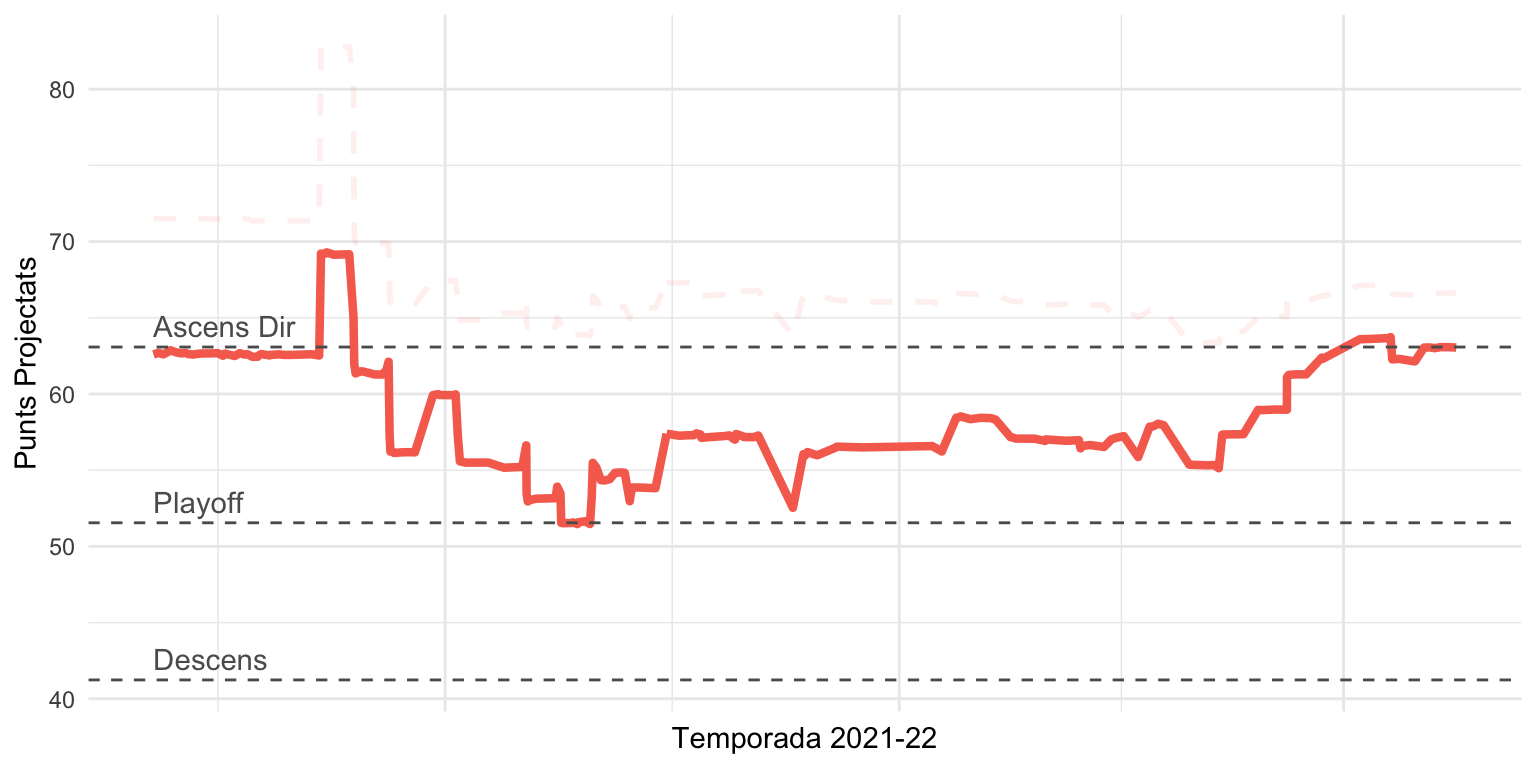 80
70
60
50
40
Punts Projectats
Ascens Dir
Playoff
Descens
Temporada 2021-22